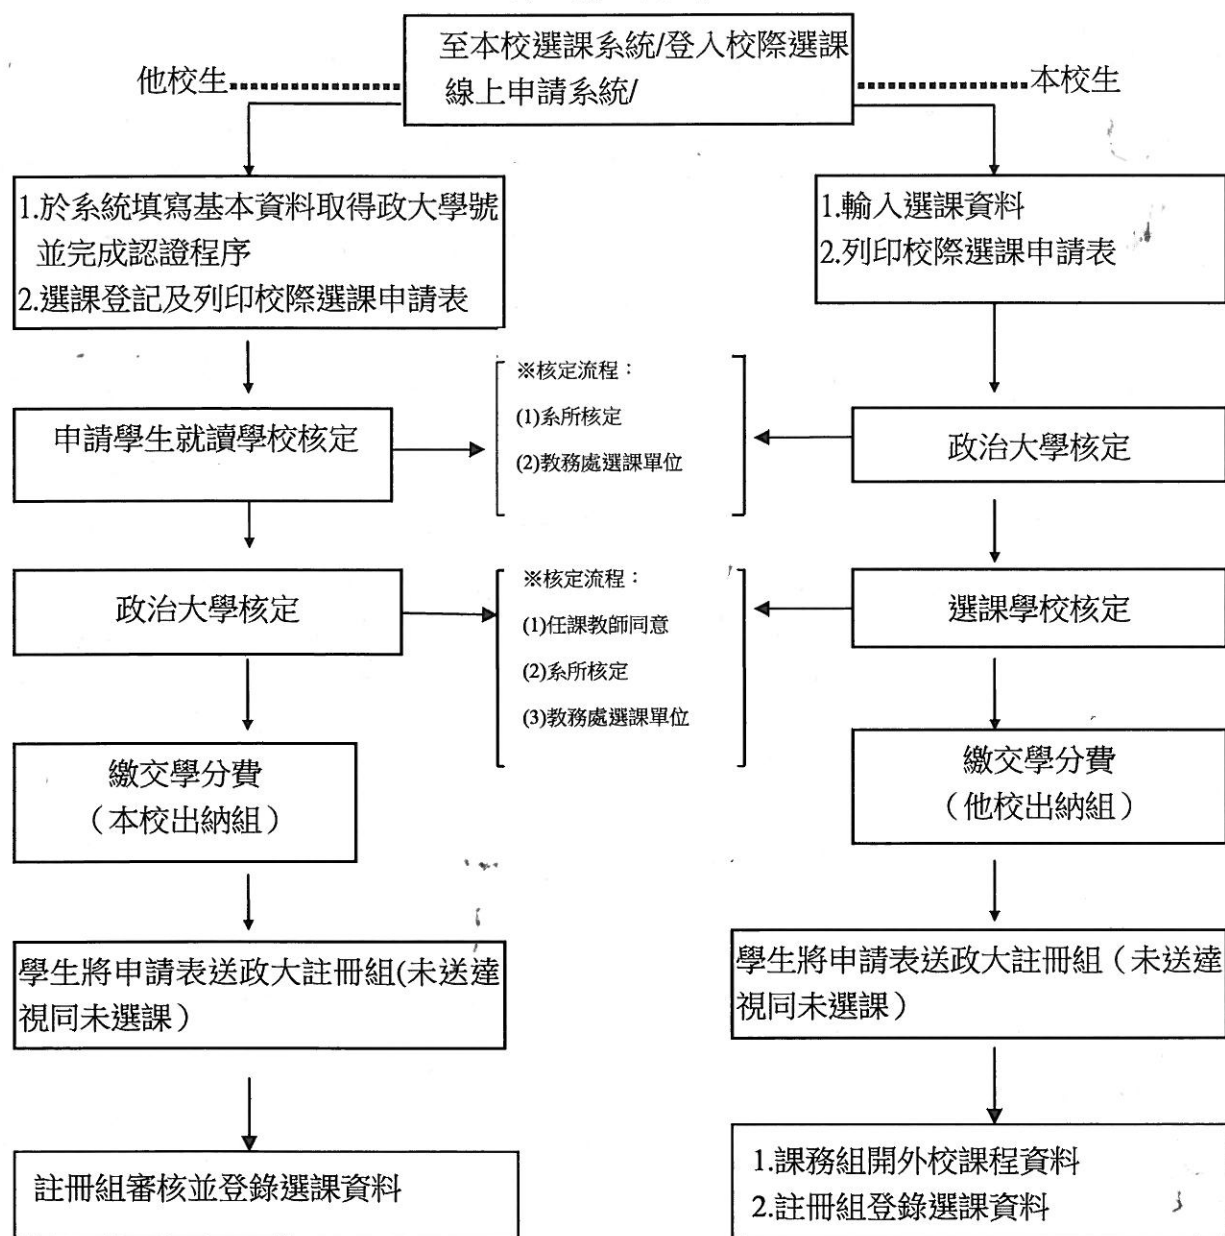 至本校選課系統/登入校際選課
線上申請系統/
他校生
本校生
1.於系統填寫基本資料取得政大學號
並完成認證程序
2.選課登記及列印校際選課申請表
1.輸入選課資料
2.列印校際選課申請表
※核定流程：
(1)系所核定
(2)教務處選課單位
申請學生就讀學校核定
政治大學核定
政治大學核定
※核定流程：
(1)任課教師同意
(2)系所核定
(3)教務處選課單位
選課學校核定
繳交學分費
（本校出納組）
繳交學分費
（他校出納組）
學生將申請表送政大註冊組(未送達
視同未選課）
學生將申請表送政大註冊組（未送達
視同未選課）
註冊組審核並登錄選課資料
1.課務組開外校課程資料
2.註冊組登錄選課資料